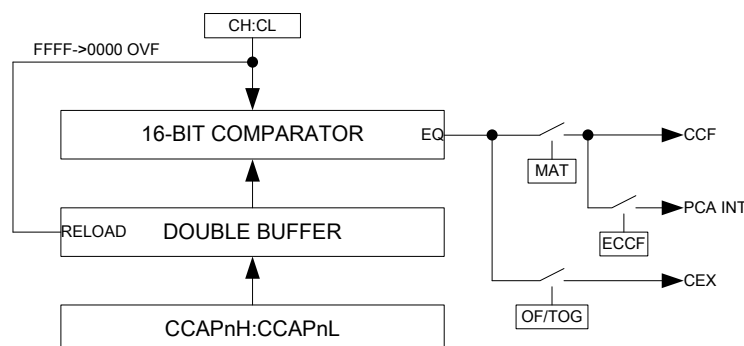 CH:CL
FFFF->0000 OVF
16-BIT COMPARATOR
EQ
CCF
MAT
PCA INT
RELOAD
DOUBLE BUFFER
ECCF
CEX
OF/TOG
CCAPnH:CCAPnL